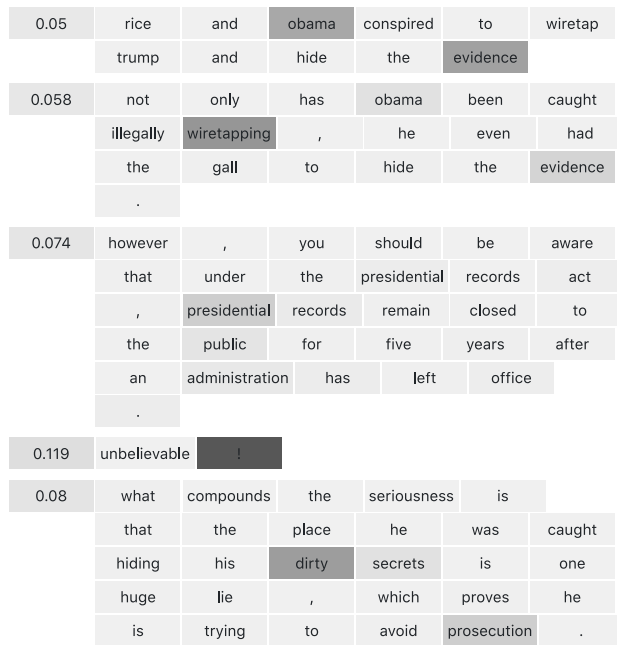 0.05 rice and obama conspired to wiretap
trump and hide the evidence
0.058 not only has obama been caught
illegally wiretapping , he even had
the gall to hide the evidence
.
0.074 however , you should be aware
that under the presidential records act
, presidential records remain closed to
the public for five years after
an administration has left office
.
0.119 unbelievable !
0.08 what compounds the seriousness is
that the place he was caught
hiding his dirty secrets is one
huge lie , which proves he
is trying to avoid prosecution .